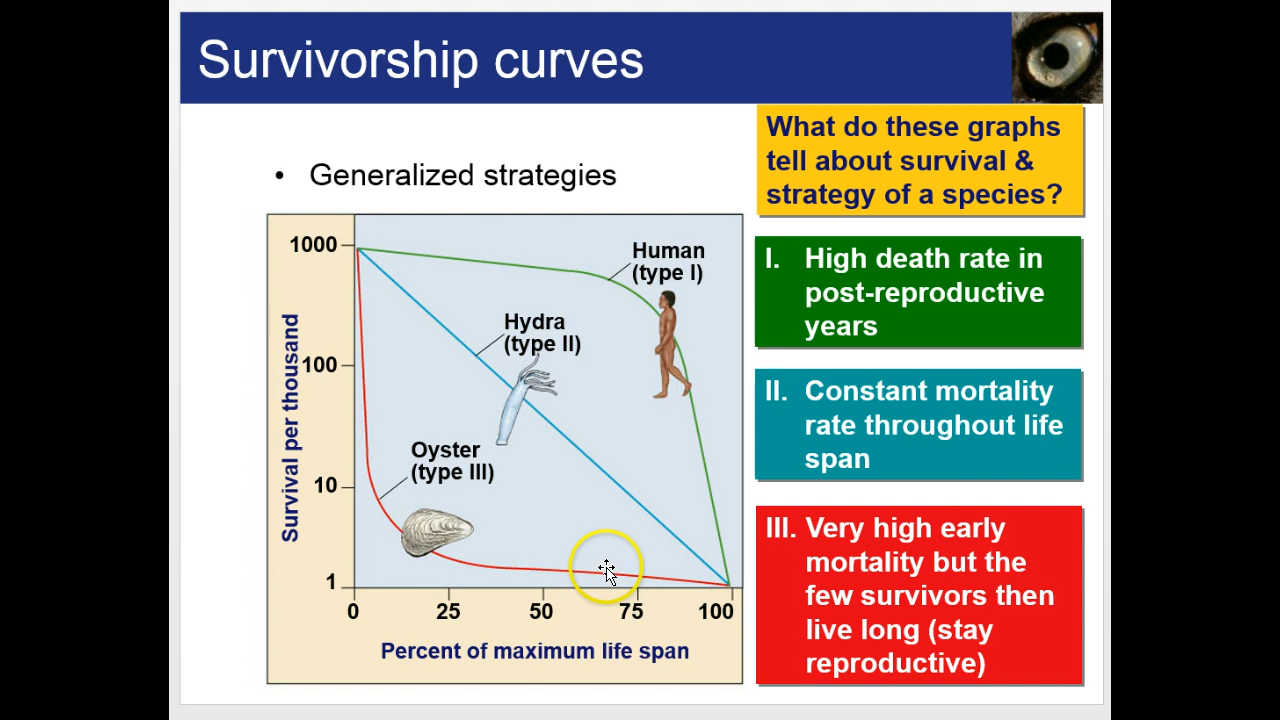 Survivorship curves
• Generalized strategies
What do these graphs
tell about survival &
strategy of a species?
1000
100
10
1
Survival per thousand
Human
(type I)
Hydra
(type II)
Oyster
(type III)
0 25 50 75 100
Percent of maximum life span
I. High death rate in
post-reproductive
years
II. Constant mortality
rate throughout life
span
III. Very high early
mortality but the
few survivors then
live long (stay
reproductive)